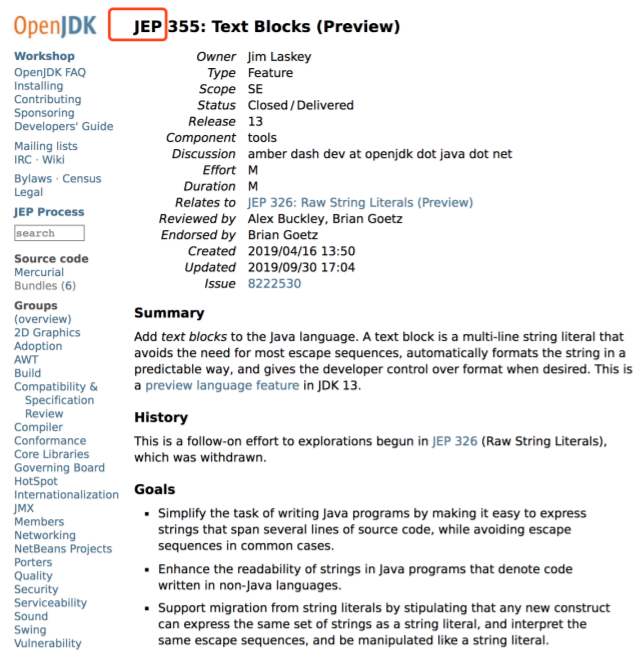 OpenJDK
Workshop
OpenJDK FAQ
Installing
Contributing
Sponsoring
Developers' Guide
Mailing lists
IRC · Wiki
Bylaws · Census
Legal
JEP Process
search
Source code
Mercurial
Bundles (6)
Groups
(overview)
2D Graphics
Adoption
AWT
Build
Compatibility &
Specification
Review
Compiler
Conformance
Core Libraries
Governing Board
HotSpot
Internationalization
JMX
Members
Networking
NetBeans Projects
Porters
Quality
Security
Serviceability
Sound
Swing
Vulnerability
JEP 355: Text Blocks (Preview)
Owner Jim Laskey
Type Feature
Scope SE
Status Closed / Delivered
Release 13
Component tools
Discussion amber dash dev at openjdk dot java dot net
Effort M
Duration M
Relates to JEP 326: Raw String Literals (Preview)
Reviewed by Alex Buckley, Brian Goetz
Endorsed by Brian Goetz
Created 2019/04/16 13:50
Updated 2019/09/30 17:04
Issue 8222530
Summary
Add text blocks to the Java language. A text block is a multi-line string literal that
avoids the need for most escape sequences, automatically formats the string in a
predictable way, and gives the developer control over format when desired. This is
a preview language feature in JDK 13.
History
This is a follow-on effort to explorations begun in JEP 326 (Raw String Literals),
which was withdrawn.
Goals
▪ Simplify the task of writing Java programs by making it easy to express
strings that span several lines of source code, while avoiding escape
sequences in common cases.
▪ Enhance the readability of strings in Java programs that denote code
written in non-Java languages.
▪ Support migration from string literals by stipulating that any new construct
can express the same set of strings as a string literal, and interpret the
same escape sequences, and be manipulated like a string literal.